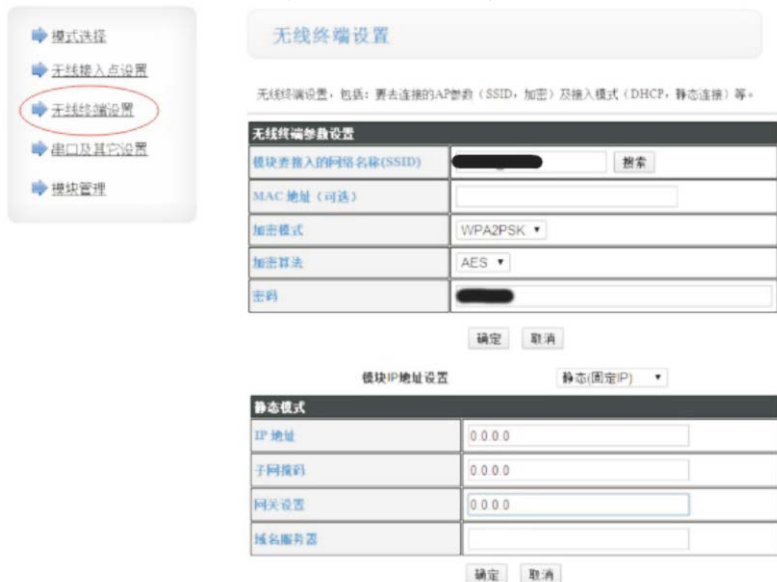 模式选择
无线接入点设置
无线终端设置
串口及其它设置
模块管理
无线终端设置
无线终端设置，包括：要去连接的AP参数（SSID，加密）及接入模式（DHCP，静态连接）等。
无线终端参数设置
模块要接入的网络名称(SSID) 搜索
MAC 地址（可选）
加密模式 WPA2PSK
加密算法 AES
密码
确定 取消
模块IP地址设置 静态(固定IP)
静态模式
IP 地址 0.0.0.0
子网掩码 0.0.0.0
网关设置 0.0.0.0
域名服务器
确定 取消